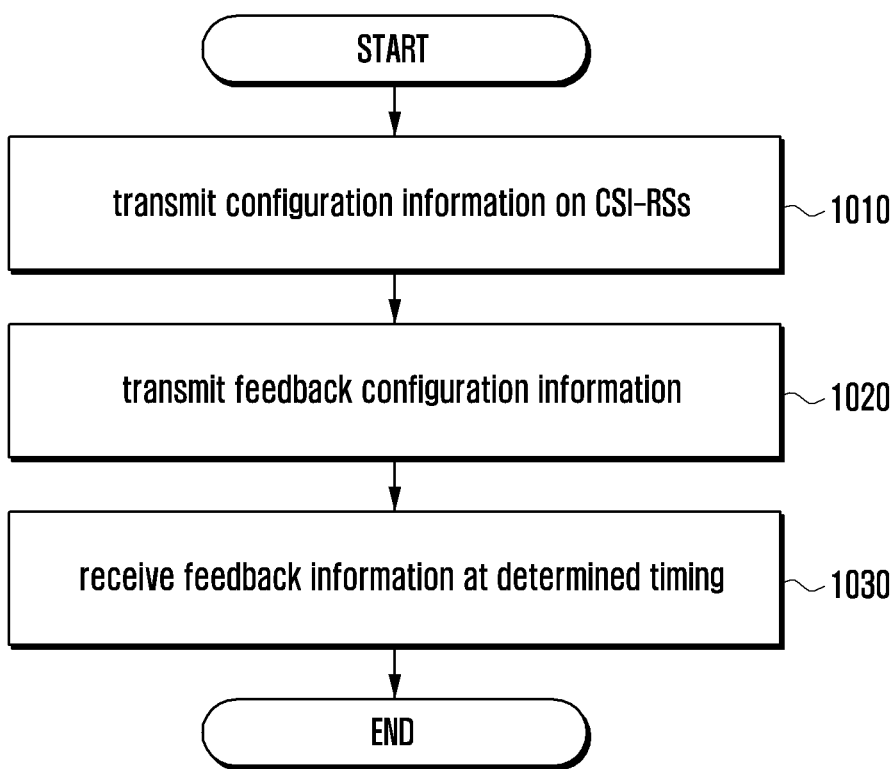 START
transmit configuration information on CSI-RSs
1010
transmit feedback configuration information
1020
receive feedback information at determined timing
1030
END